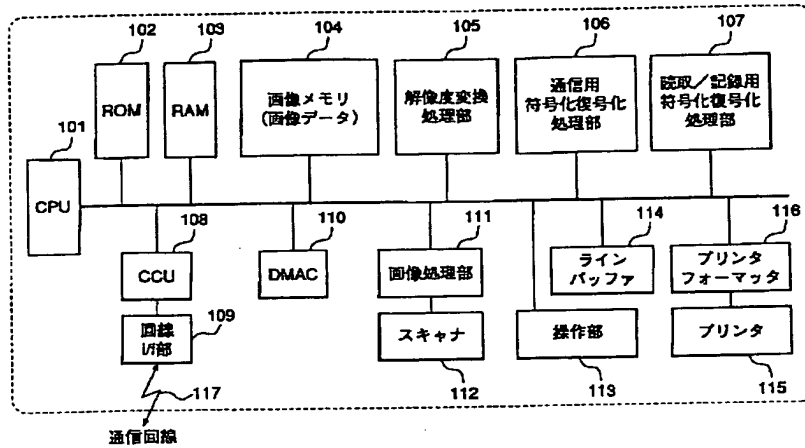 102
103
104
105
106
107
ROM
RAM
画像メモリ
(画像データ)
解像度変換
処理部
通信用
符号化復号化
処理部
読取/記録用
符号化復号化
処理部
101
CPU
108
110
111
114
116
CCU
DMAC
画像処理部
ライン
バッファ
プリンタ
フォーマッタ
109
回線
I/f部
スキャナ
操作部
プリンタ
117
112
113
115
通信回線